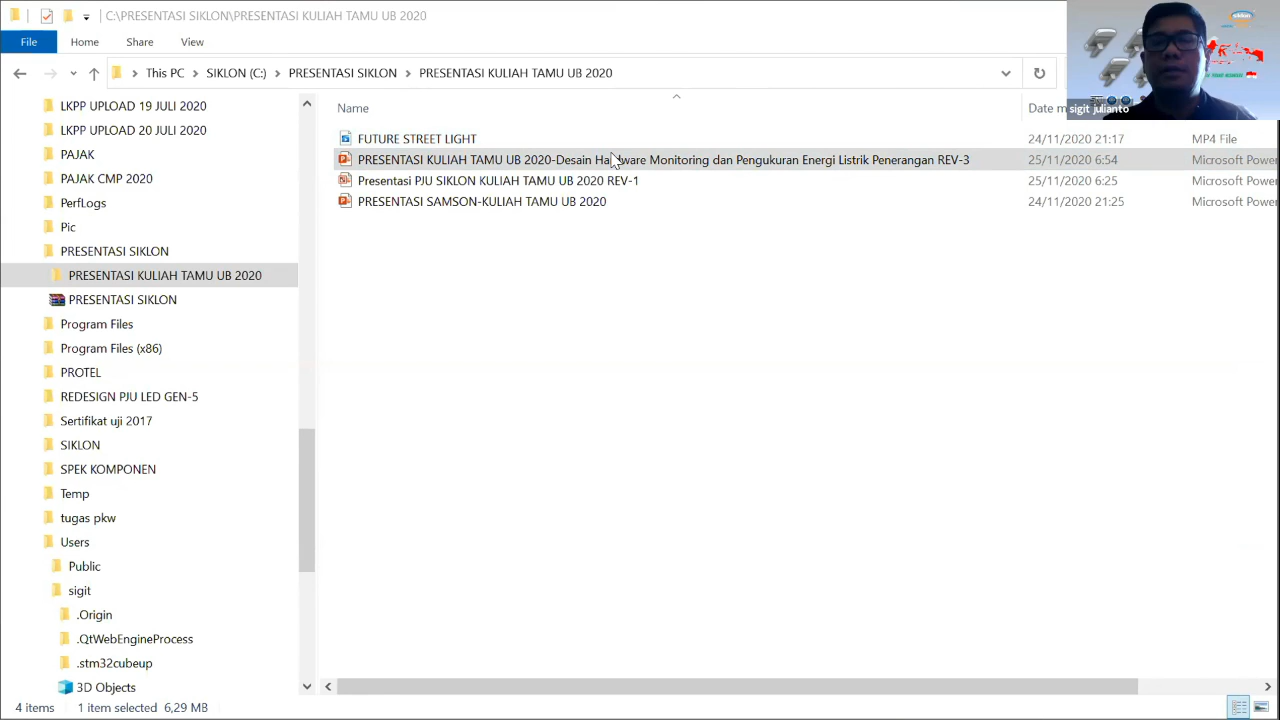 C:\PRESENTASI SIKLON\PRESENTASI KULIAH TAMU UB 2020
File Home Share View
This PC SIKLON (C:) PRESENTASI SIKLON PRESENTASI KULIAH TAMU UB 2020
sigit julianto
Name Date m
LKPP UPLOAD 19 JULI 2020
LKPP UPLOAD 20 JULI 2020
PAJAK
PAJAK CMP 2020
PerfLogs
Pic
PRESENTASI SIKLON
PRESENTASI KULIAH TAMU UB 2020
PRESENTASI SIKLON
Program Files
Program Files (x86)
PROTEL
REDESIGN PJU LED GEN-5
Sertifikat uji 2017
SIKLON
SPEK KOMPONEN
Temp
tugas pkw
Users
Public
sigit
.Origin
.QtWebEngineProcess
.stm32cubeup
3D Objects
FUTURE STREET LIGHT 24/11/2020 21:17 MP4 File
PRESENTASI KULIAH TAMU UB 2020-Desain Hardware Monitoring dan Pengukuran Energi Listrik Penerangan REV-3 25/11/2020 6:54 Microsoft Power
Presentasi PJU SIKLON KULIAH TAMU UB 2020 REV-1 25/11/2020 6:25 Microsoft Power
PRESENTASI SAMSON-KULIAH TAMU UB 2020 24/11/2020 21:25 Microsoft Power
4 items 1 item selected 6,29 MB